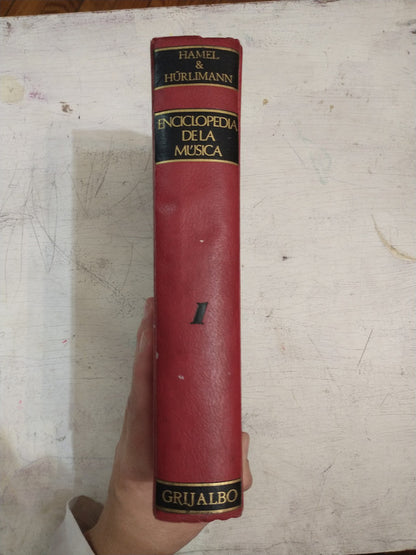 HAMEL
&
HÜRLIMANN
ENCICLOPEDIA
DE LA
MÚSICA
1
GRIJALBO